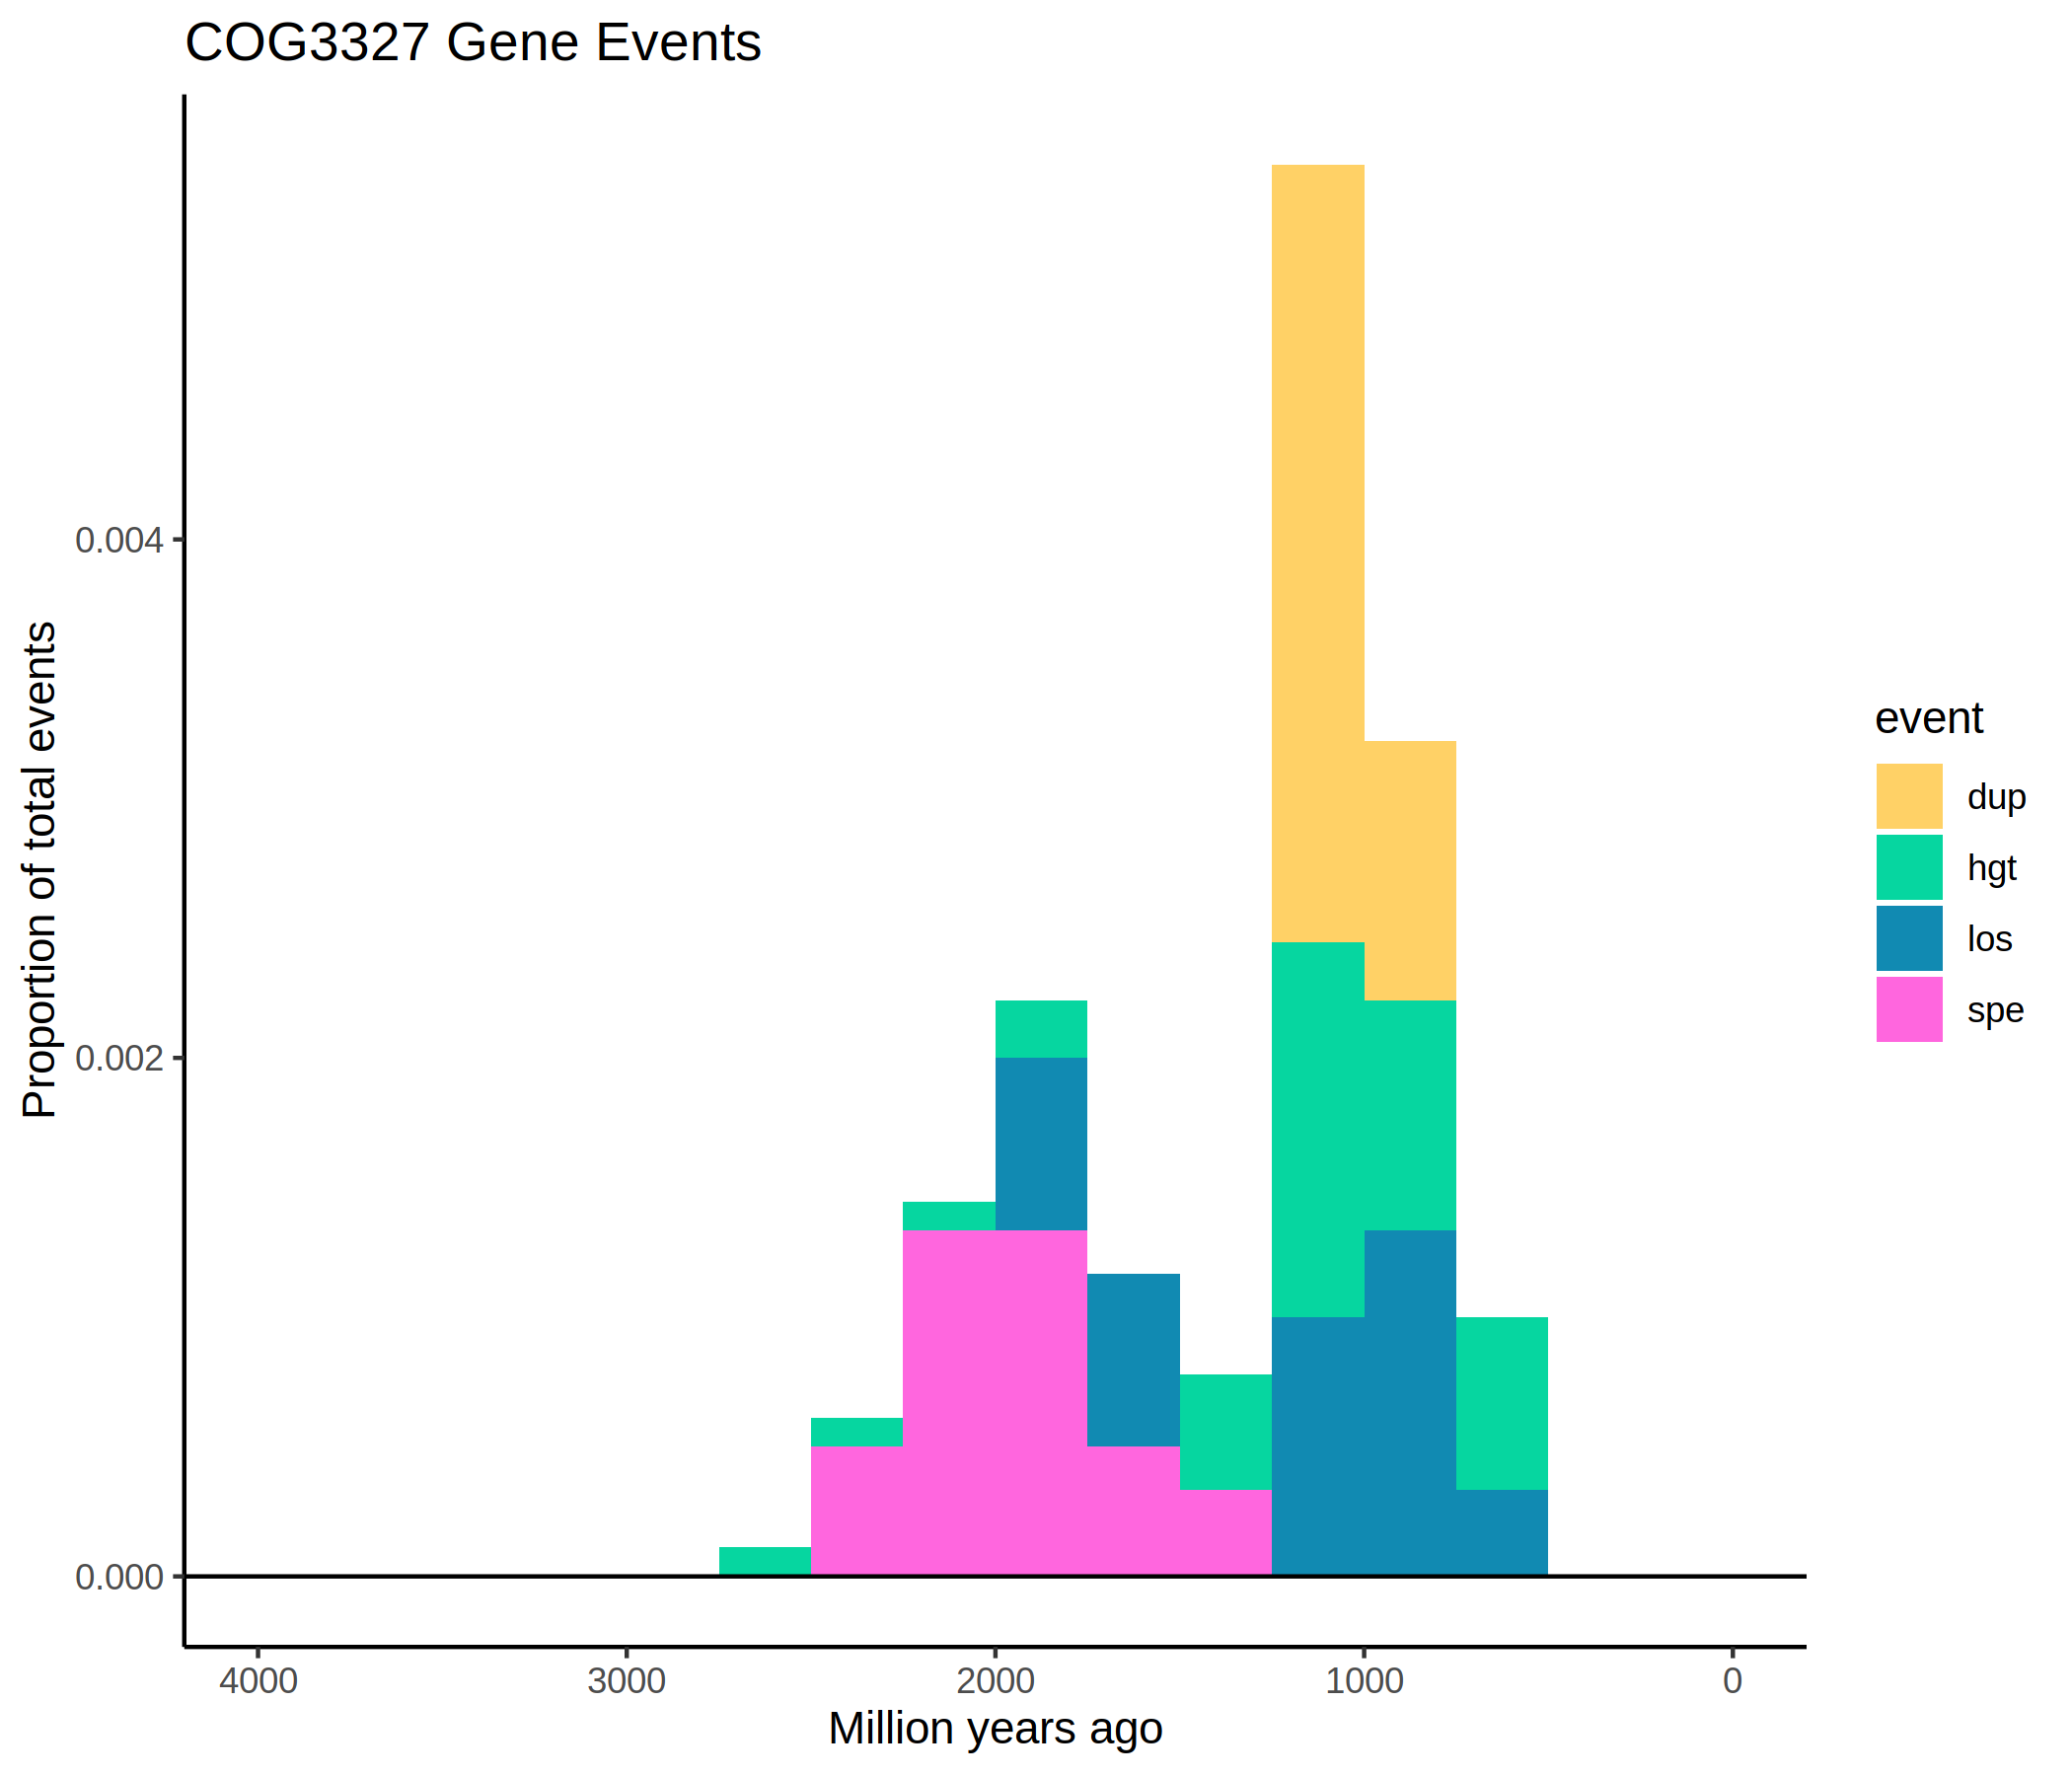 COG3327 Gene Events
Proportion of total events
0.004
0.002
0.000
4000 3000 2000 1000 0
Million years ago
event
dup
hgt
los
spe